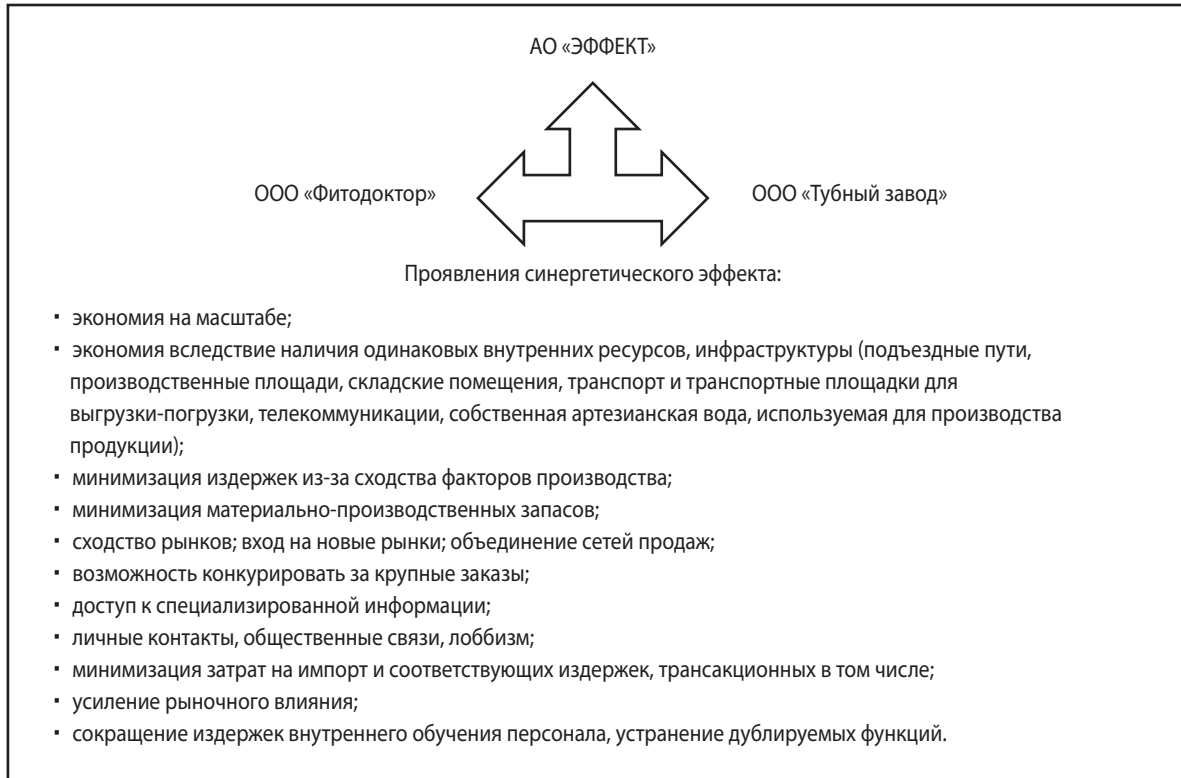 АО «ЭФФЕКТ»
ООО «Фитодоктор»
ООО «Тубный завод»
Проявления синергетического эффекта:
▪ экономия на масштабе;
▪ экономия вследствие наличия одинаковых внутренних ресурсов, инфраструктуры (подъездные пути,
производственные площади, складские помещения, транспорт и транспортные площадки для
выгрузки-погрузки, телекоммуникации, собственная артезианская вода, используемая для производства
продукции);
▪ минимизация издержек из-за сходства факторов производства;
▪ минимизация материально-производственных запасов;
▪ сходство рынков; вход на новые рынки; объединение сетей продаж;
▪ возможность конкурировать за крупные заказы;
▪ доступ к специализированной информации;
▪ личные контакты, общественные связи, лоббизм;
▪ минимизация затрат на импорт и соответствующих издержек, трансакционных в том числе;
▪ усиление рыночного влияния;
▪ сокращение издержек внутреннего обучения персонала, устранение дублируемых функций.